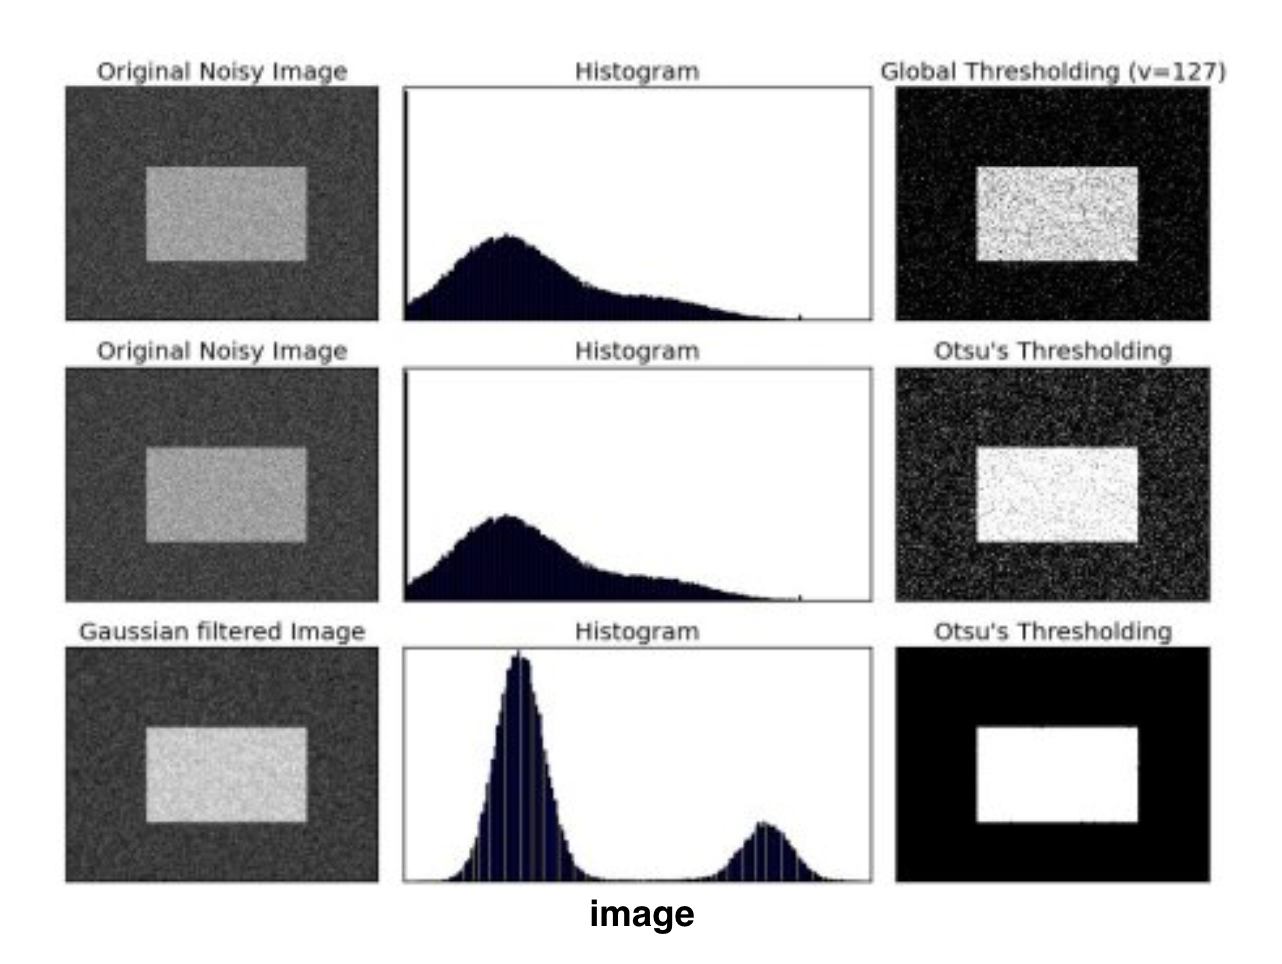 Original Noisy Image
Histogram
Global Thresholding (v=127)
Original Noisy Image
Histogram
Otsu's Thresholding
Gaussian filtered Image
Histogram
Otsu's Thresholding
image